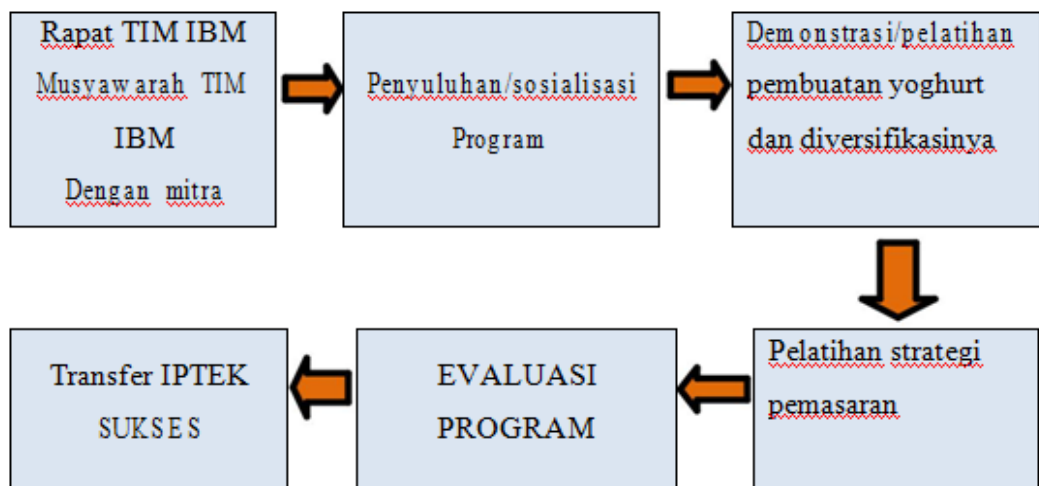 Rapat TIM IBM
Musyawarah TIM
IBM
Dengan mitra
Penyuluhan/sosialisasi
Program
Demonstrasi/pelatihan
pembuatan yoghurt
dan diversifikasinya
Pelatihan strategi
pemasaran
EVALUASI
PROGRAM
Transfer IPTEK
SUKSES